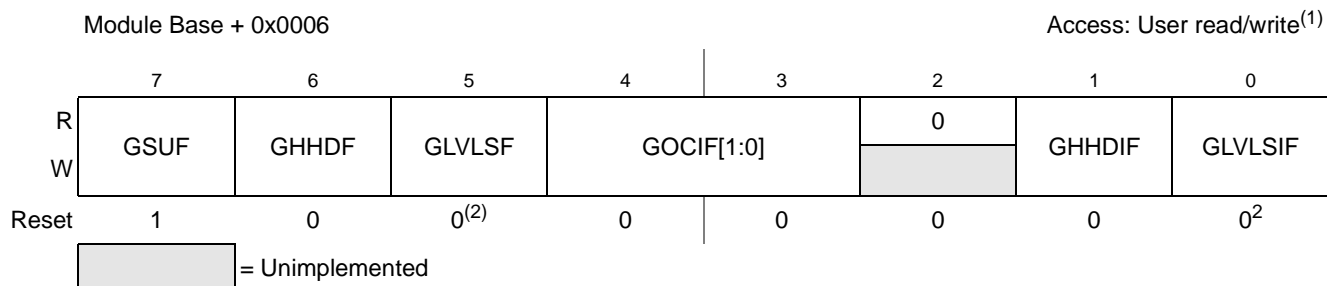 Module Base + 0x0006 Access: User read/write(1)
7 6 5 4 3 2 1 0
R 0
GSUF GHHDF GLVLSF GOCIF[1:0] GHHDIF GLVLSIF
W
Reset 1 0 0(2) 0 0 0 0 02
= Unimplemented